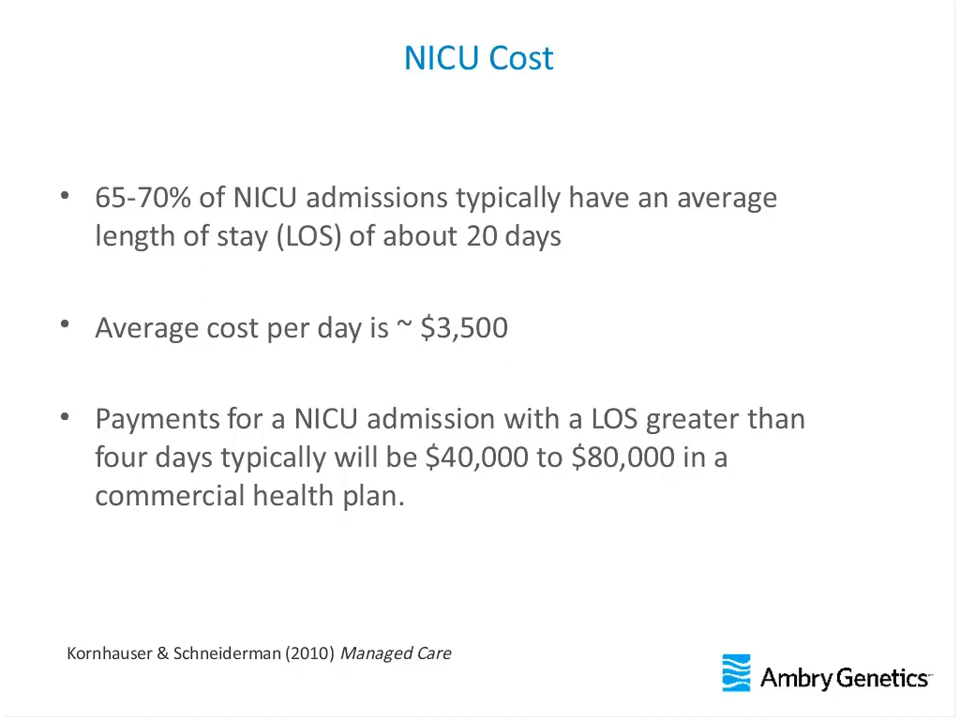 NICU Cost
• 65-70% of NICU admissions typically have an average
length of stay (LOS) of about 20 days
• Average cost per day is ~ $3,500
• Payments for a NICU admission with a LOS greater than
four days typically will be $40,000 to $80,000 in a
commercial health plan.
Kornhauser & Schneiderman (2010) Managed Care
Ambry Genetics